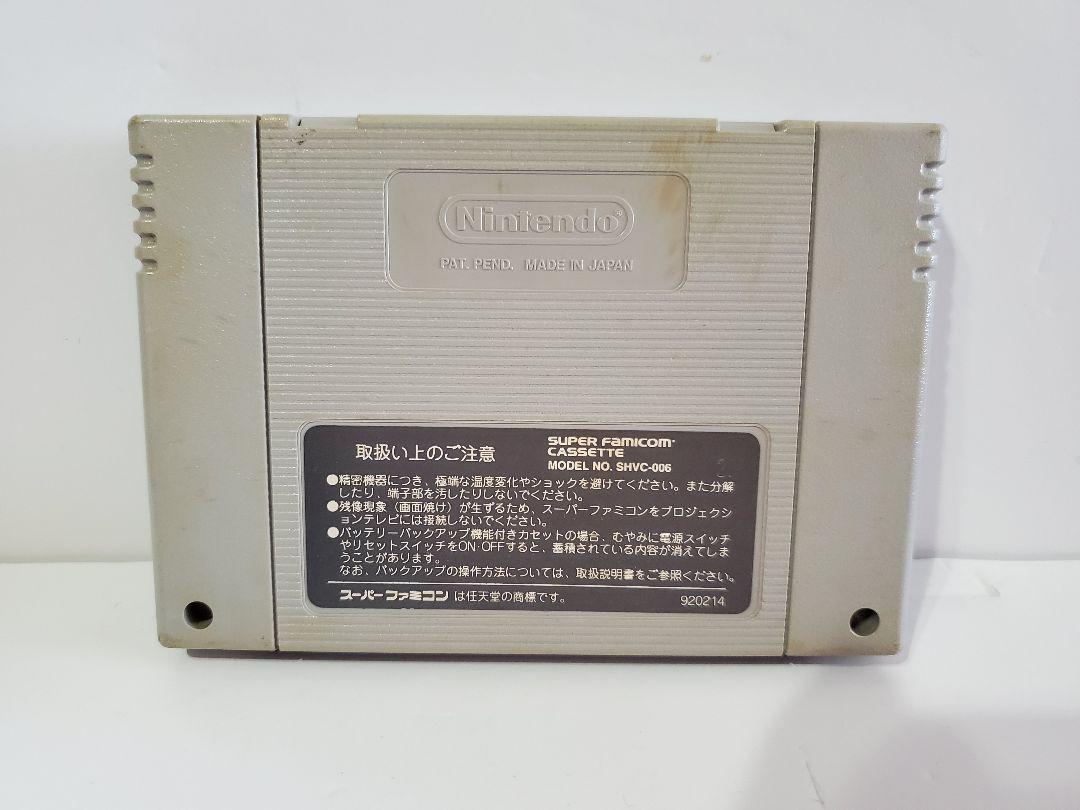 Nintendo®
PAT. PEND. MADE IN JAPAN
取扱い上のご注意
SUPER FAMICOM
CASSETTE
MODEL NO. SHVC-006
●精密機器につき、極端な温度変化やショックを避けてください。また分解
したり、端子部を汚したりしないでください。
●残像現象（画面焼け）が生ずるため、スーパーファミコンをプロジェクシ
ョンテレビには接続しないでください。
●バッテリーバックアップ機能付きカセットの場合、むやみに電源スイッチ
やリセットスイッチをON·OFFすると、蓄積されている内容が消えてしま
うことがあります。
なお、バックアップの操作方法については、取扱説明書をご参照ください。
スーパーファミコン は任天堂の商標です。
920214